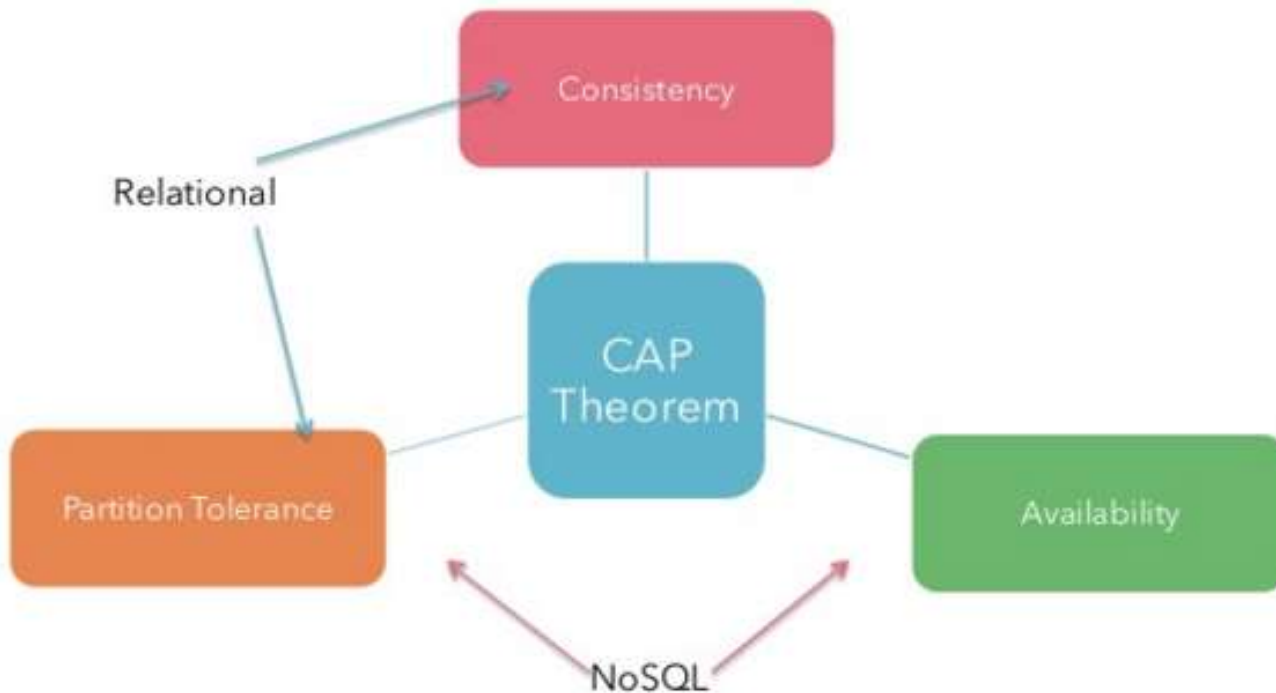 Consistency
Relational
CAP
Theorem
Partition Tolerance
Availability
NoSQL